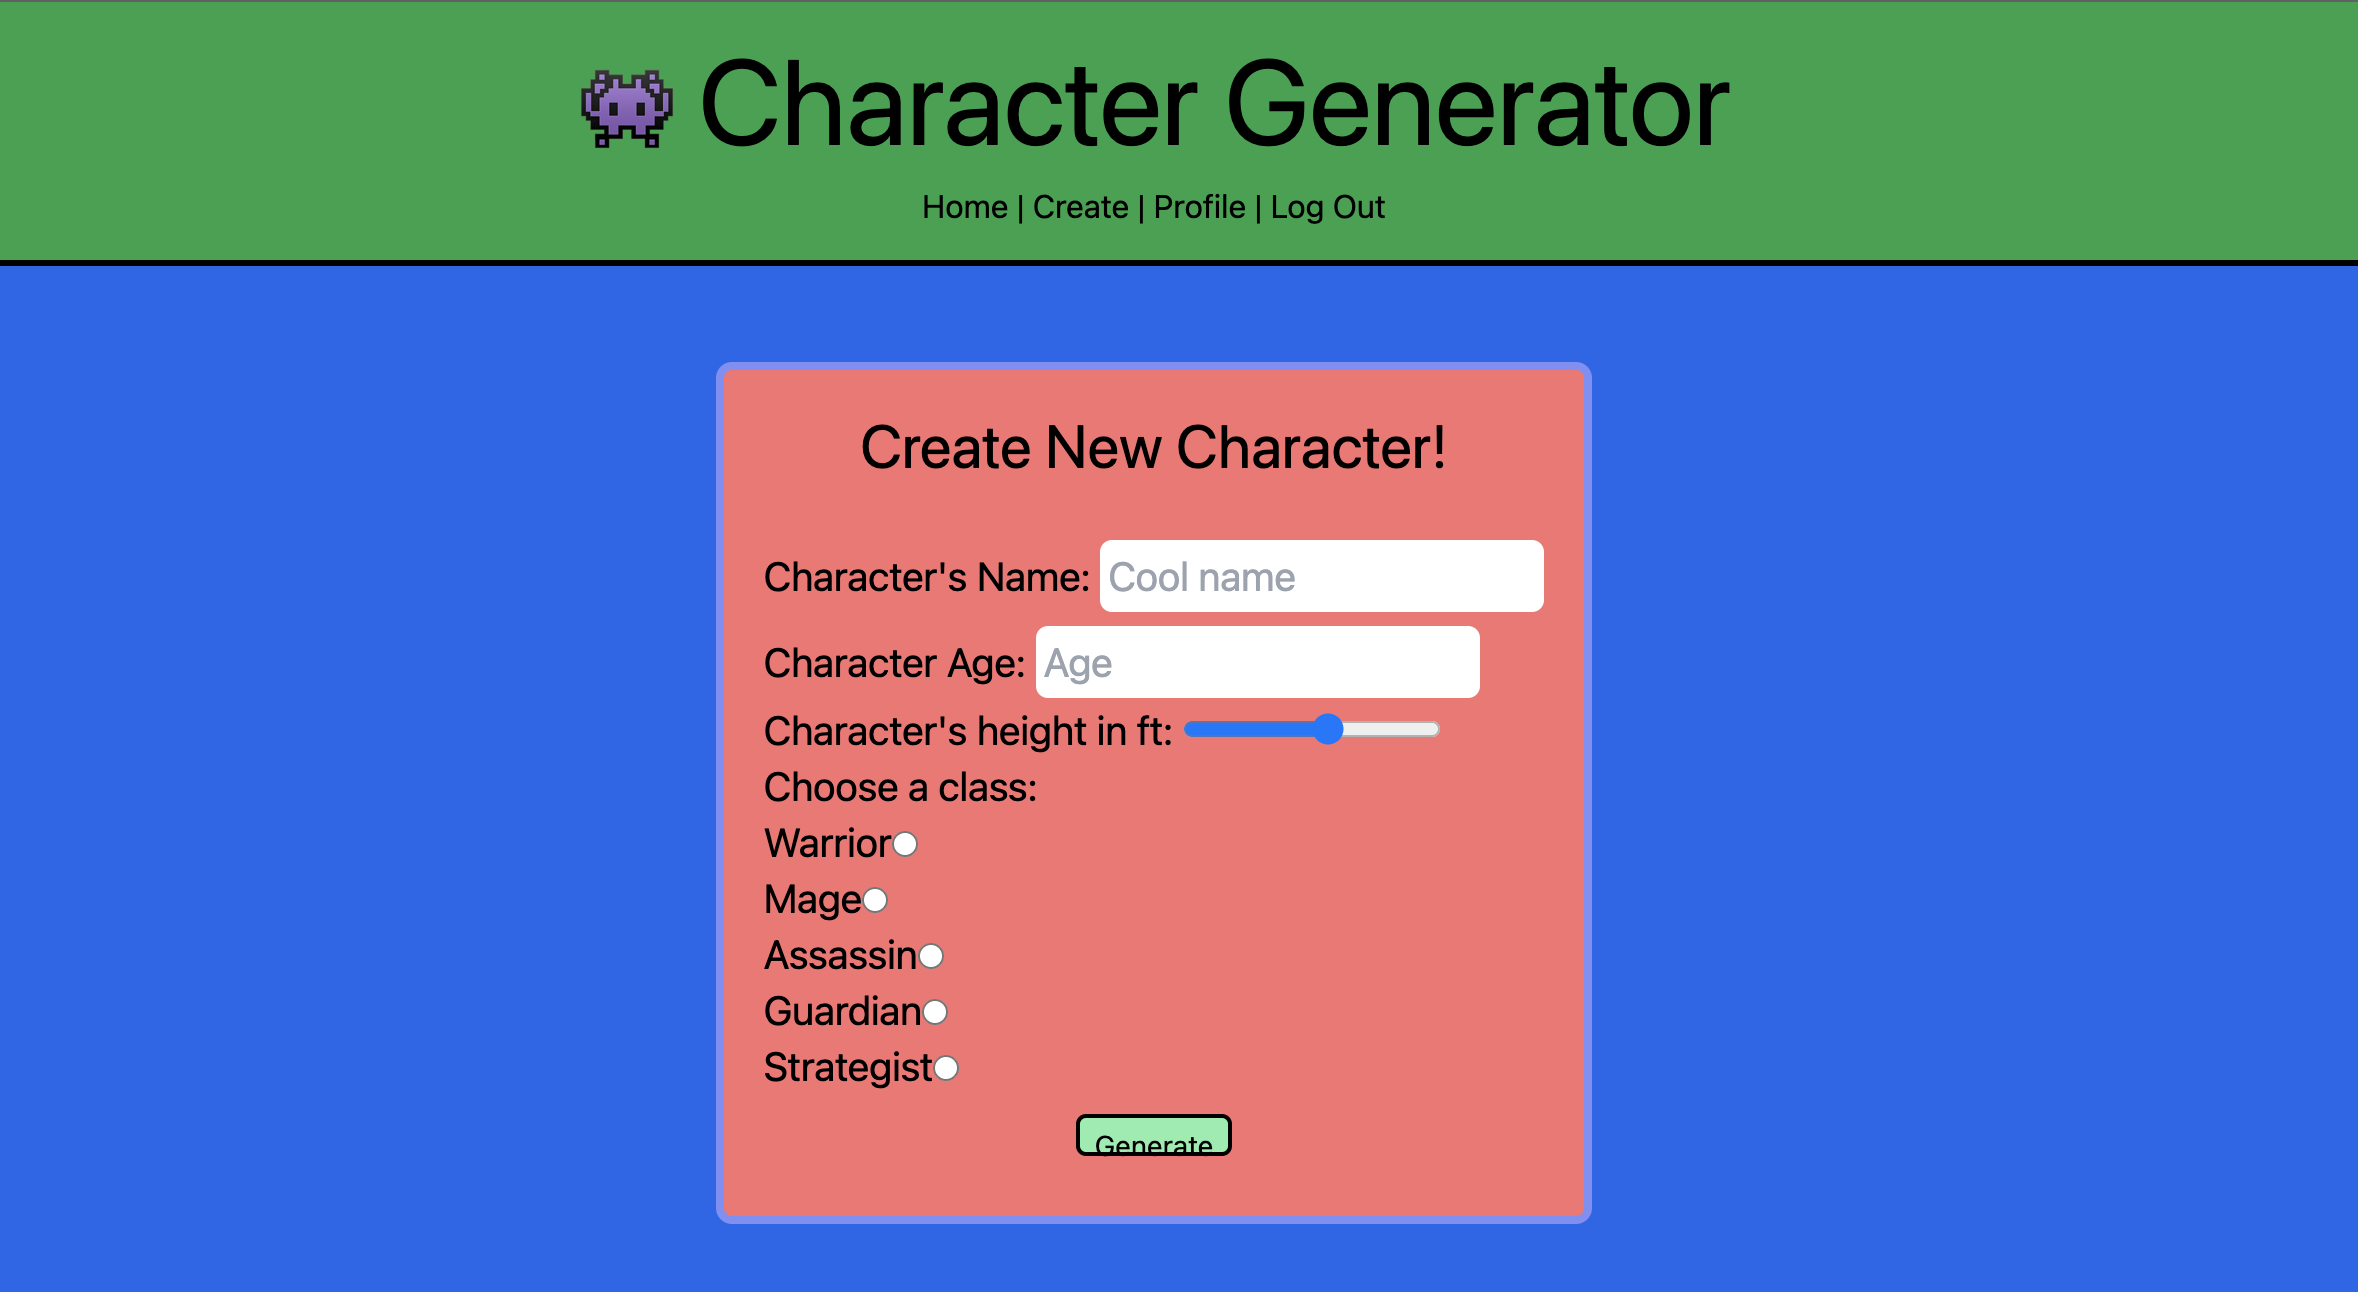 Character Generator
Home | Create | Profile | Log Out
Create New Character!
Character's Name: Cool name
Character Age: Age
Character's height in ft:
Choose a class:
Warrior
Mage
Assassin
Guardian
Strategist
Generate